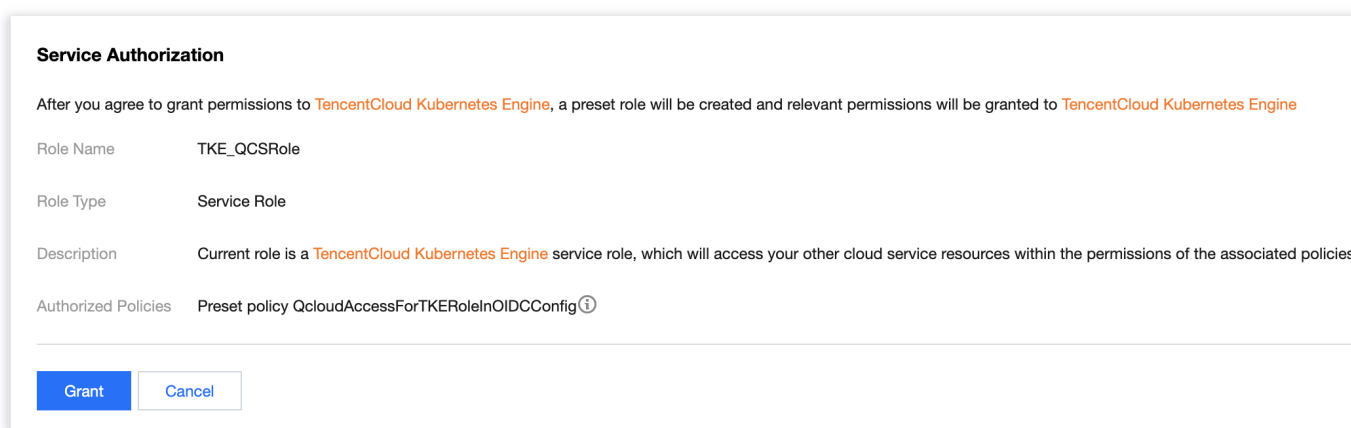 Service Authorization
After you agree to grant permissions to TencentCloud Kubernetes Engine, a preset role will be created and relevant permissions will be granted to TencentCloud Kubernetes Engine
Role Name TKE_QCSRole
Role Type Service Role
Description Current role is a TencentCloud Kubernetes Engine service role, which will access your other cloud service resources within the permissions of the associated policies
Authorized Policies Preset policy QcloudAccessForTKERoleInOIDCConfig
Grant Cancel